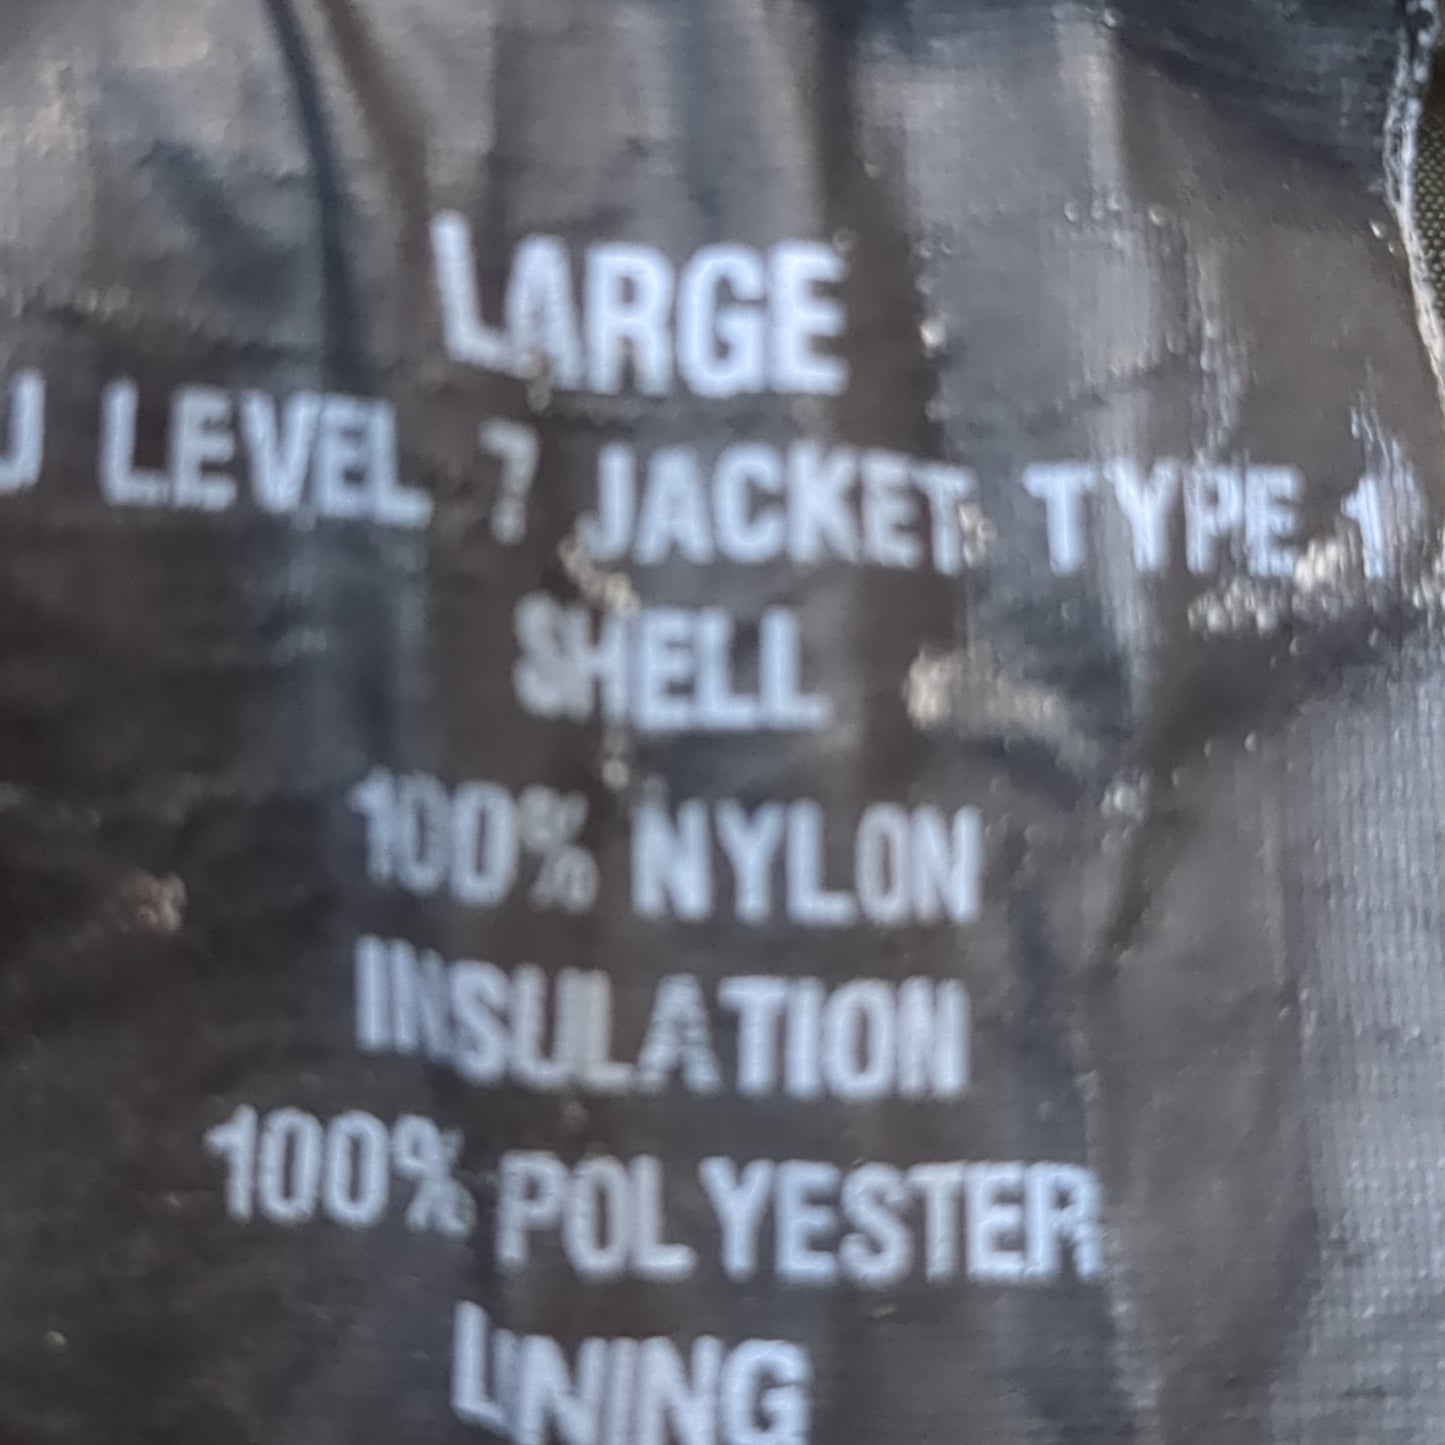 LARGE
U LEVEL 7 JACKET TYPE 1
SHELL
100% NYLON
INSULATION
100% POLYESTER
LINING